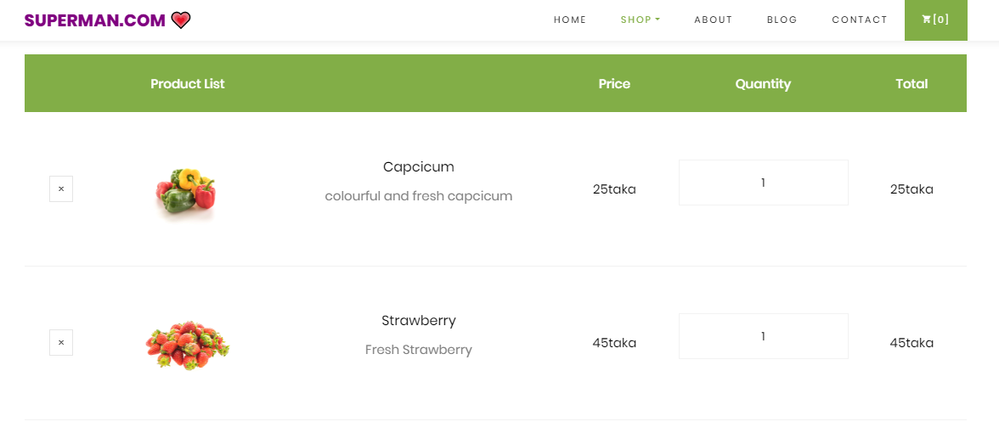 SUPERMAN.COM
HOME SHOP ABOUT BLOG CONTACT [0]
Product List Price Quantity Total
Capcicum
colourful and fresh capcicum
× 25taka 1 25taka
Strawberry
Fresh Strawberry
× 45taka 1 45taka